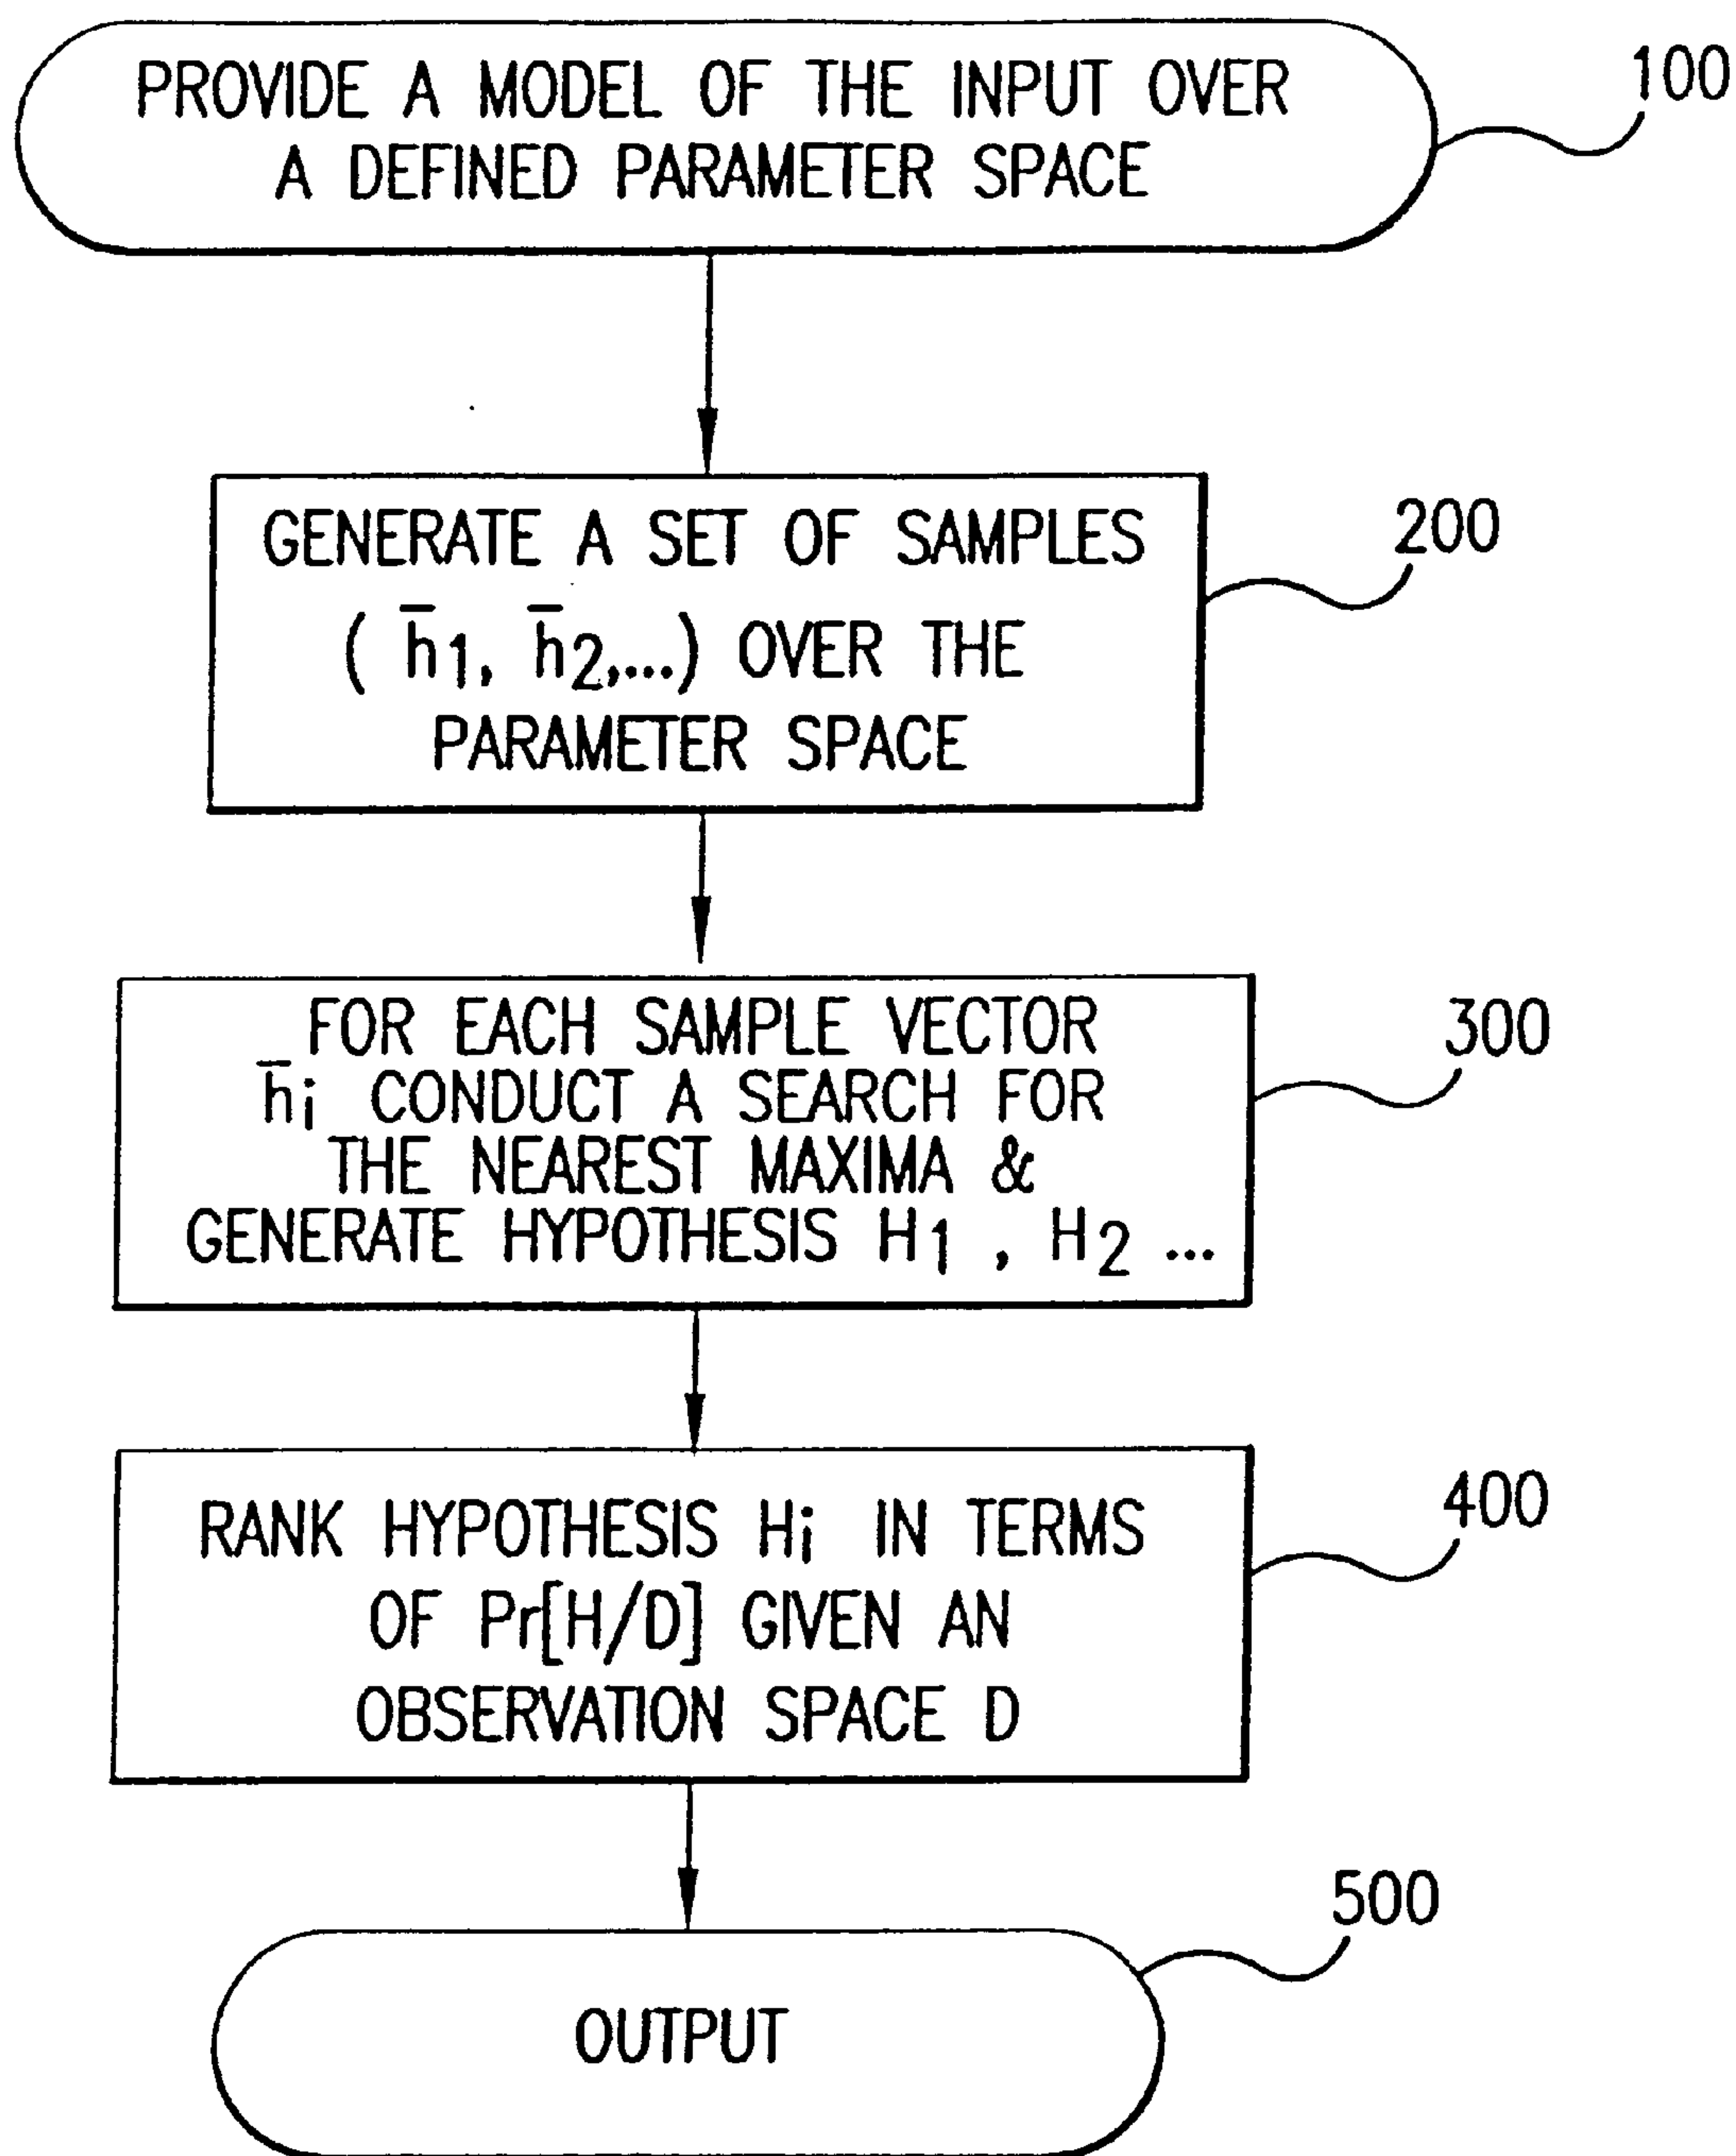 PROVIDE A MODEL OF THE INPUT OVER
A DEFINED PARAMETER SPACE
100
GENERATE A SET OF SAMPLES
( h̅1, h̅2,...) OVER THE
PARAMETER SPACE
200
FOR EACH SAMPLE VECTOR
h̅i CONDUCT A SEARCH FOR
THE NEAREST MAXIMA &
GENERATE HYPOTHESIS H1 , H2 ...
300
RANK HYPOTHESIS Hi IN TERMS
OF Pr[H/D] GIVEN AN
OBSERVATION SPACE D
400
OUTPUT
500